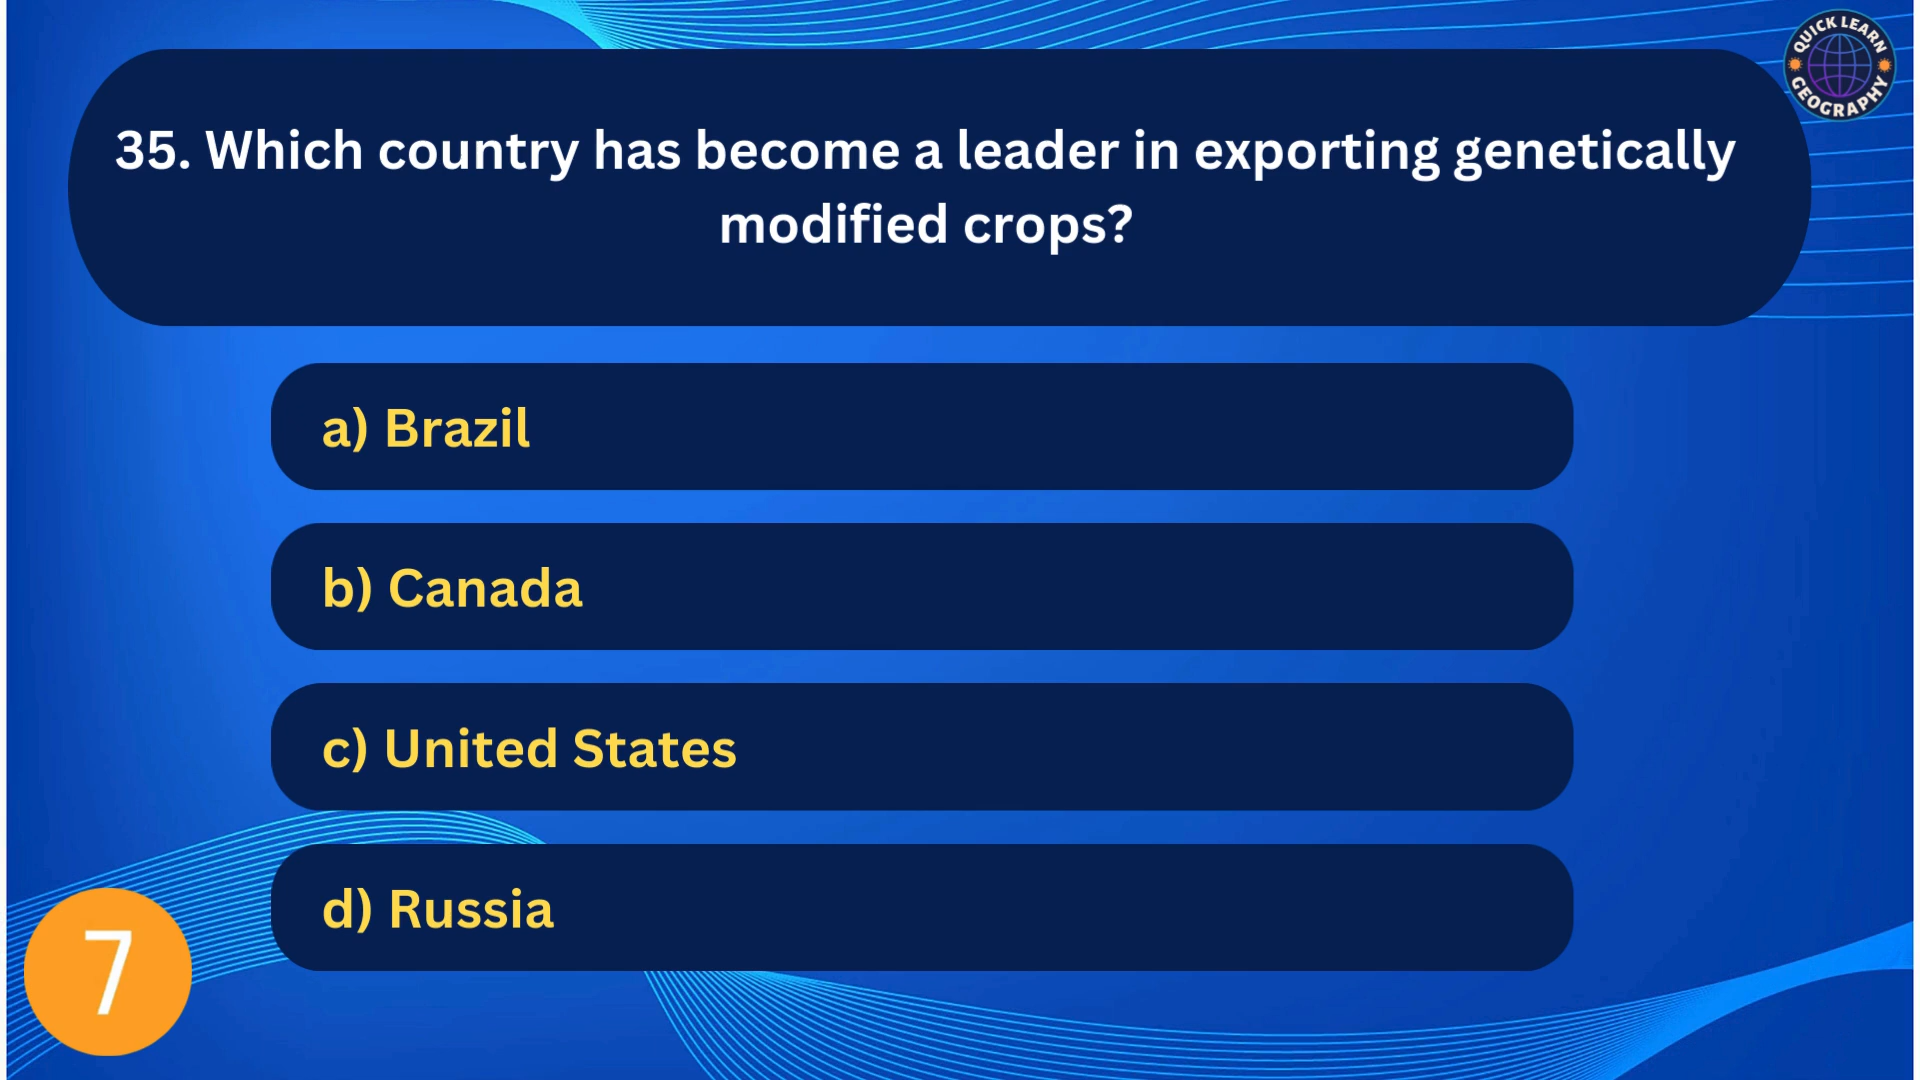 QUICK LEARN
GEOGRAPHY
35. Which country has become a leader in exporting genetically
modified crops?
a) Brazil
b) Canada
c) United States
d) Russia
7